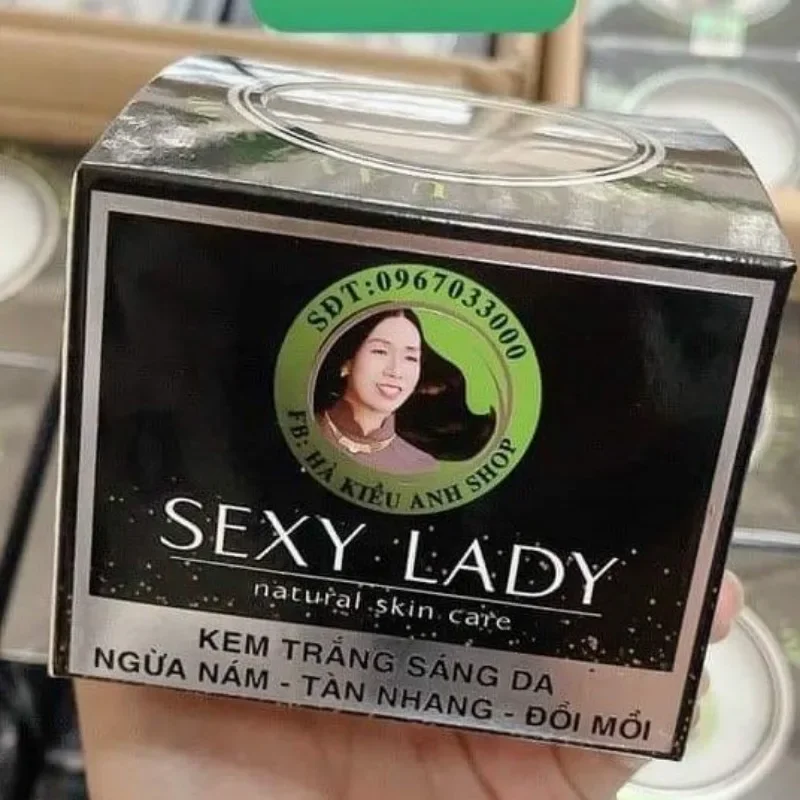 SĐT:0967033000
FB: HÀ KIỀU ANH SHOP
SEXY LADY
natural skin care
KEM TRẮNG SÁNG DA
NGỪA NÁM - TÀN NHANG - ĐỒI MỒI